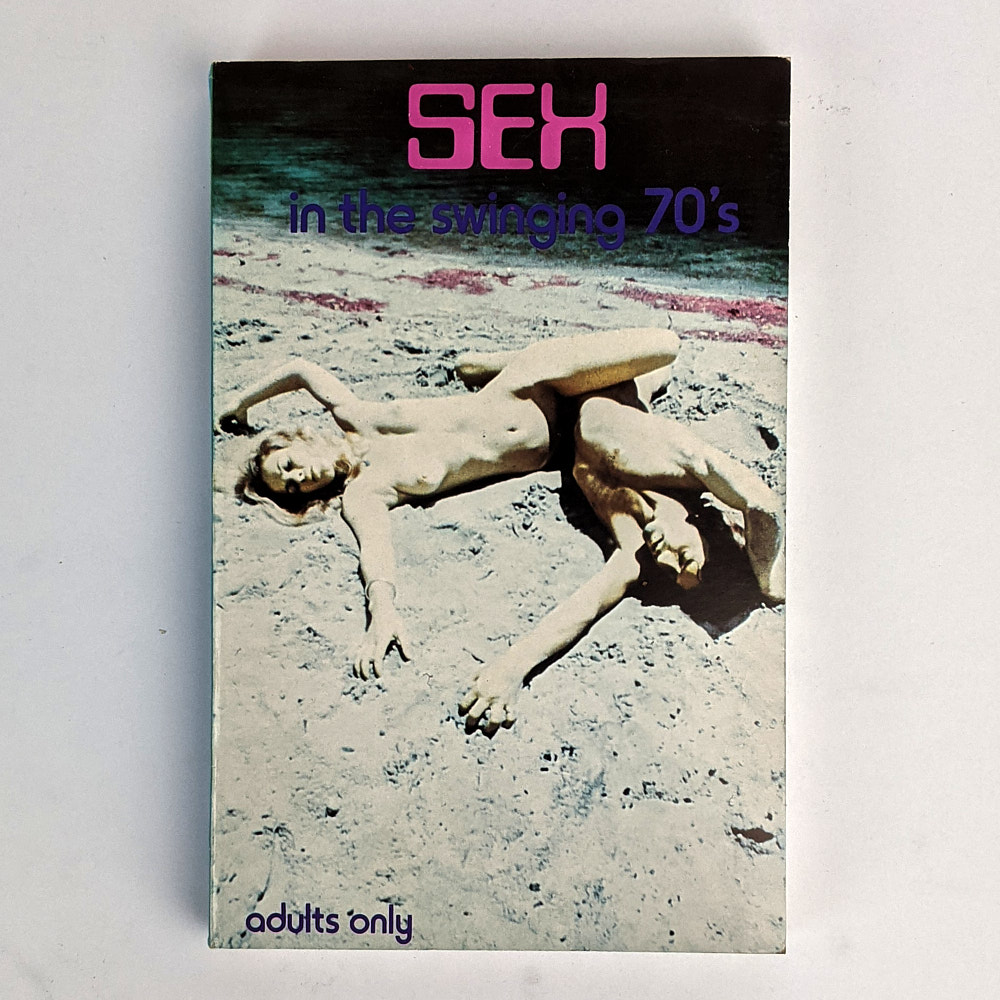 SEX
in the swinging 70's
adults only